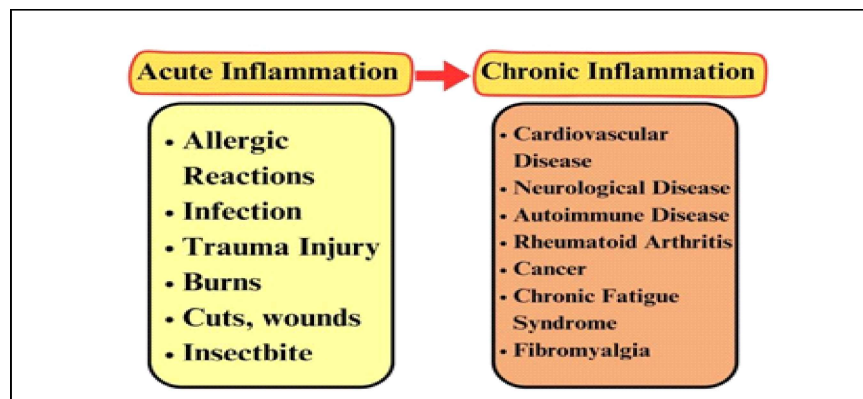 Acute Inflammation
Chronic Inflammation
• Allergic
Reactions
• Infection
• Trauma Injury
• Burns
• Cuts, wounds
• Insectbite
• Cardiovascular
Disease
• Neurological Disease
• Autoimmune Disease
• Rheumatoid Arthritis
• Cancer
• Chronic Fatigue
Syndrome
• Fibromyalgia